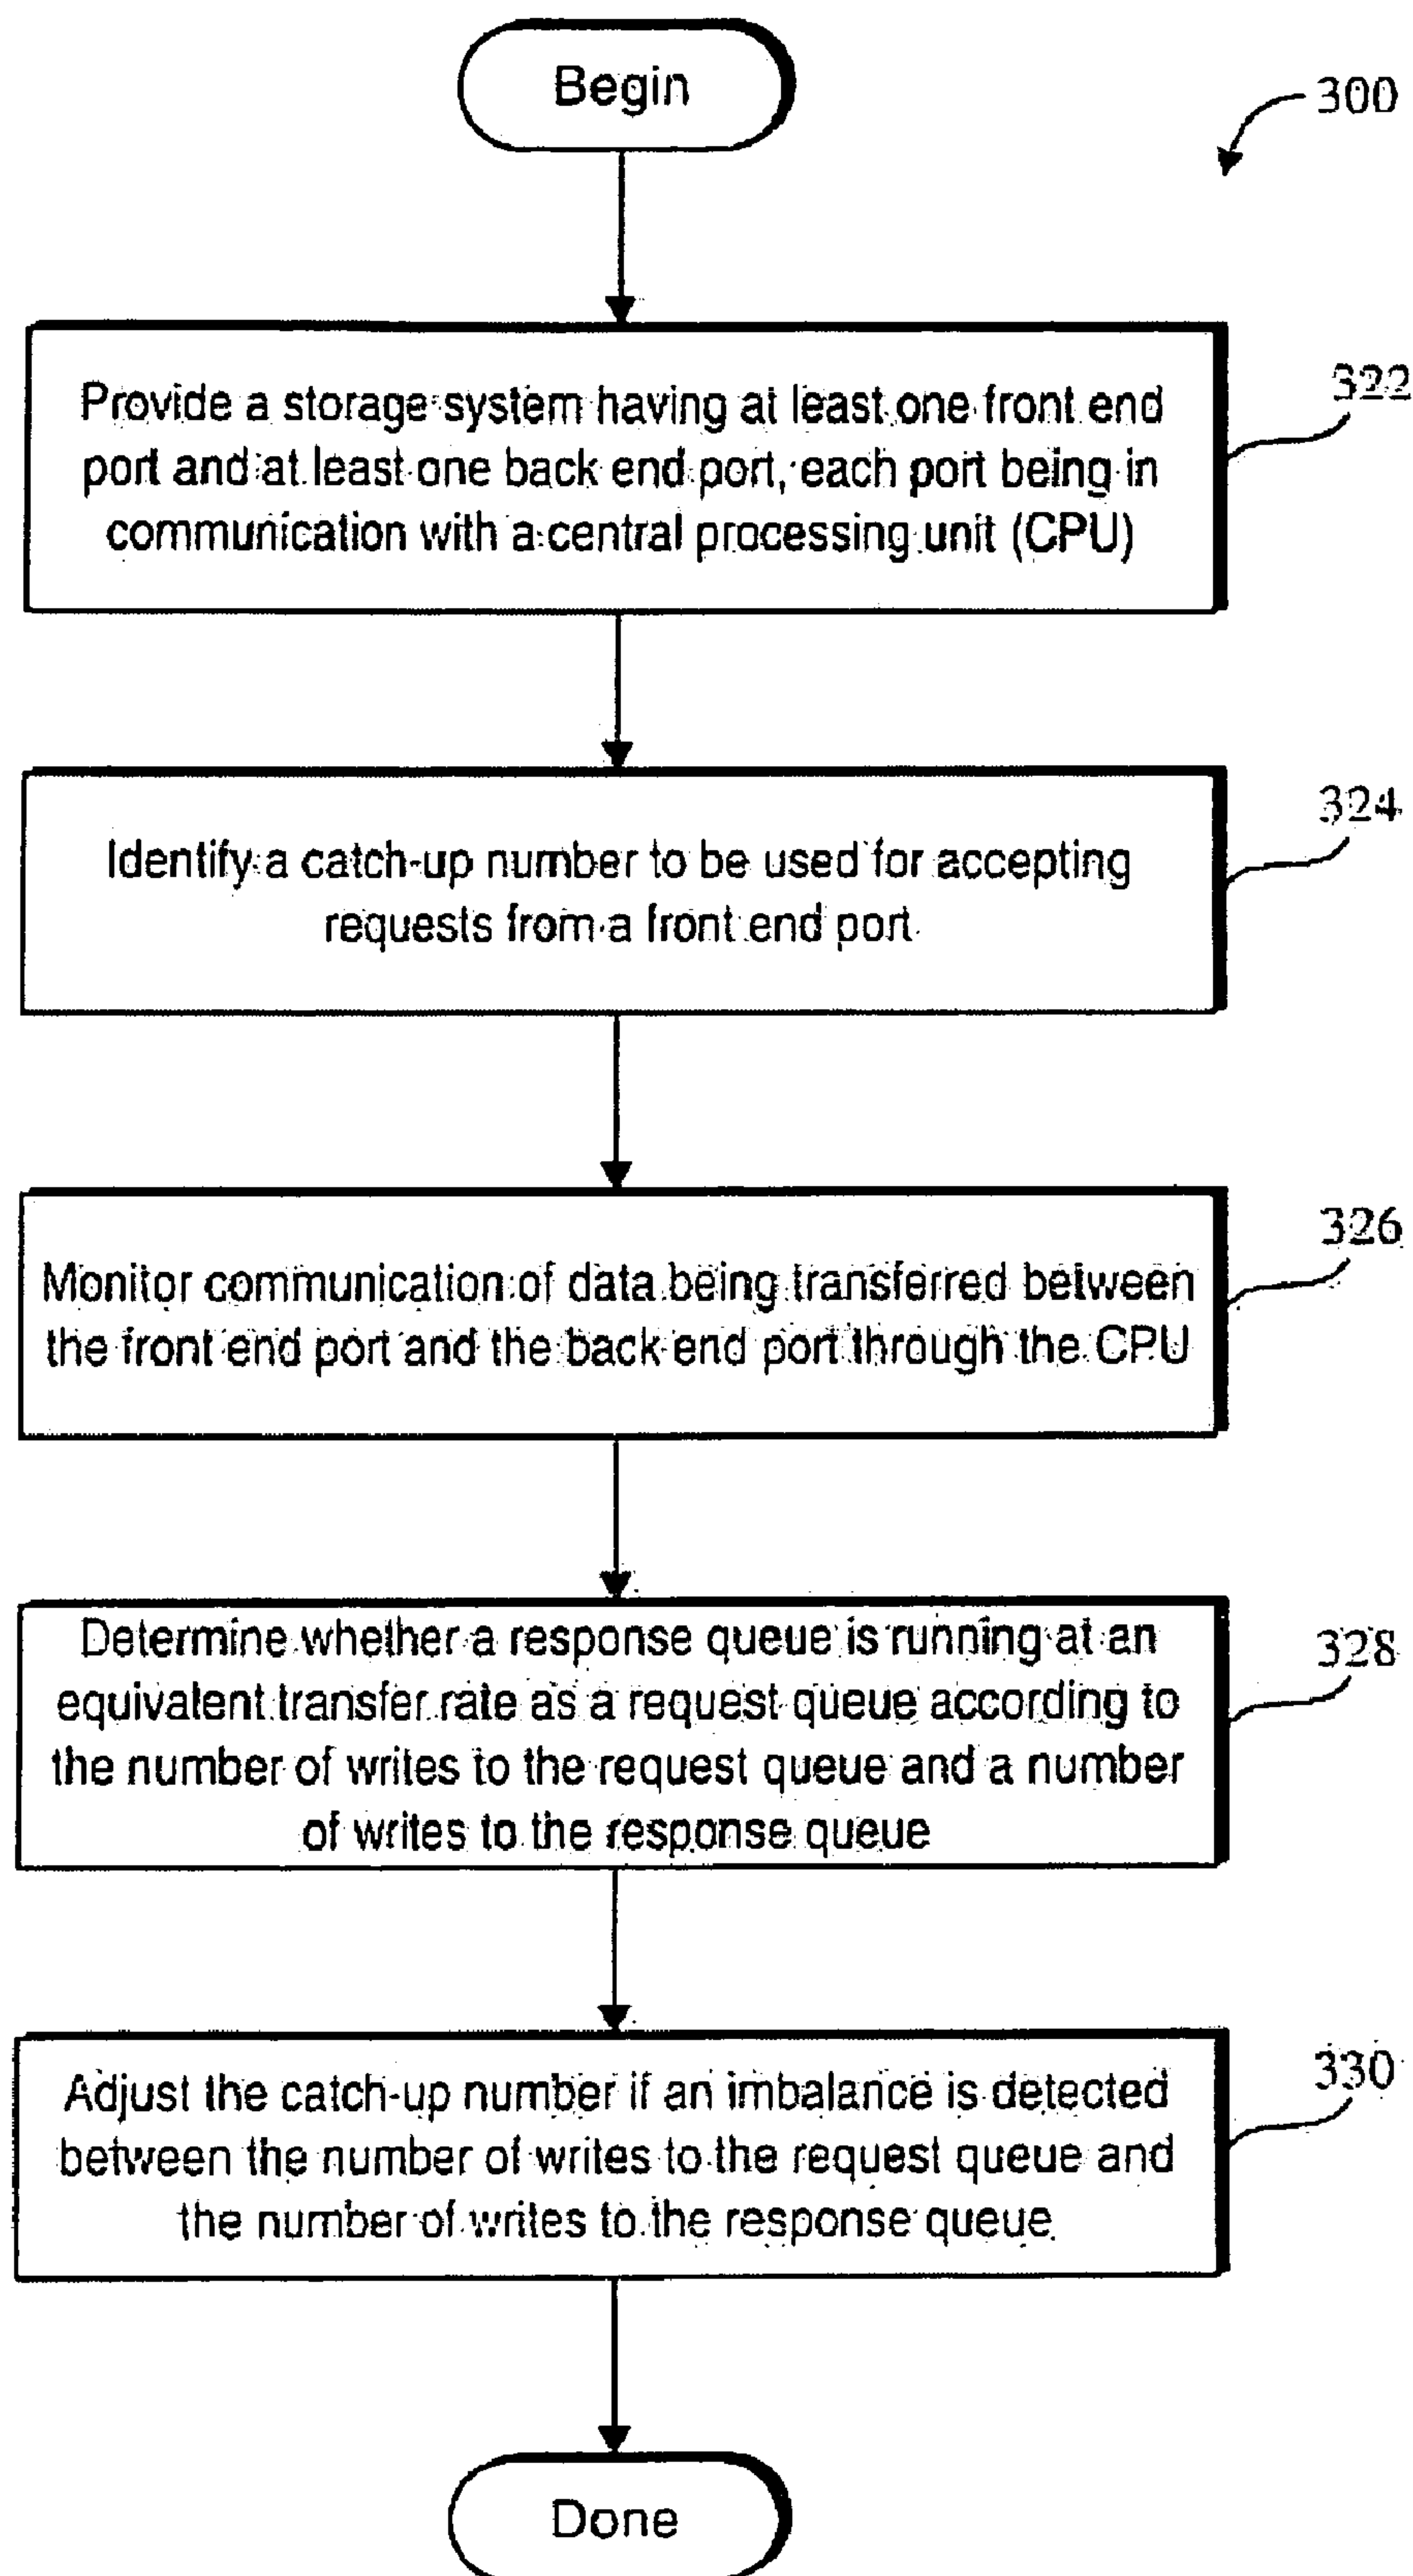 Begin
300
Provide a storage system having at least one front end
port and at least one back end port, each port being in
communication with a central processing unit (CPU)
322
Identify a catch-up number to be used for accepting
requests from a front end port
324
Monitor communication of data being transferred between
the front end port and the back end port through the CPU
326
Determine whether a response queue is running at an
equivalent transfer rate as a request queue according to
the number of writes to the request queue and a number
of writes to the response queue
328
Adjust the catch-up number if an imbalance is detected
between the number of writes to the request queue and
the number of writes to the response queue
330
Done